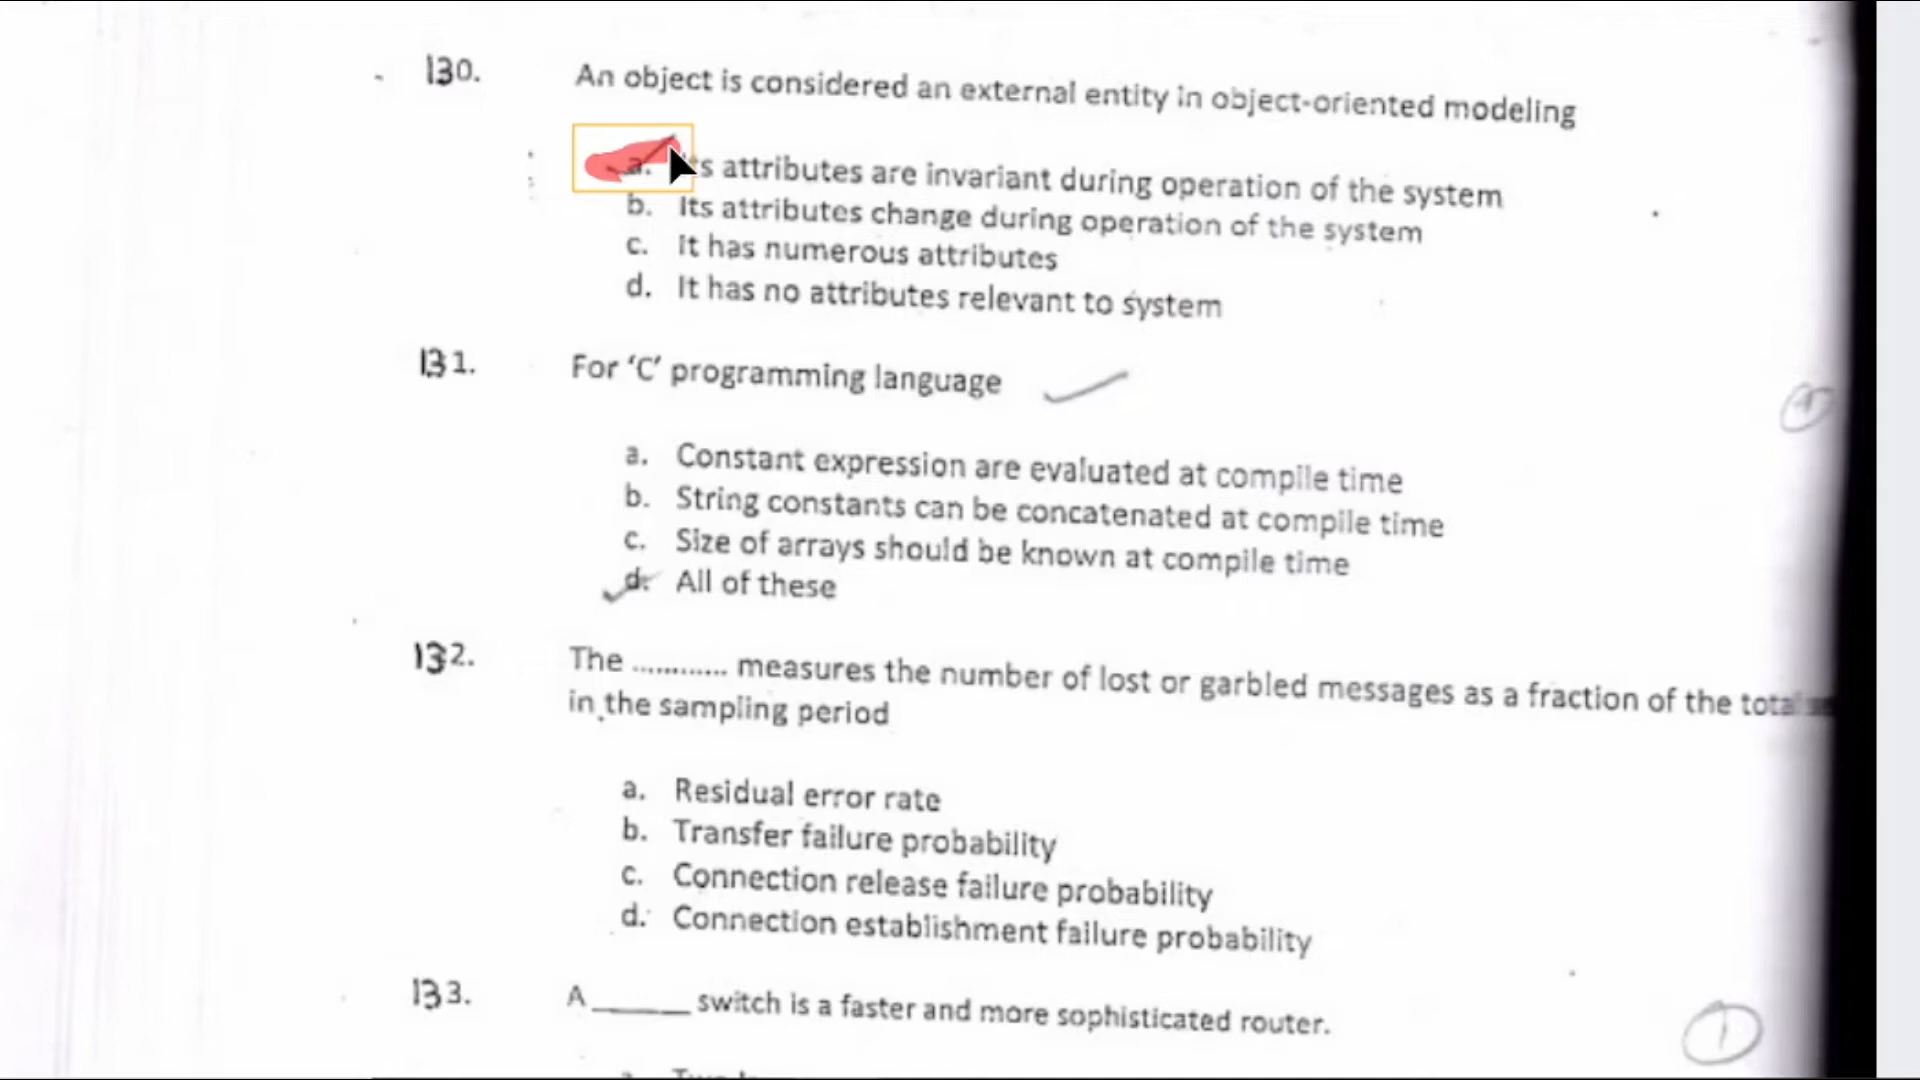 130. An object is considered an external entity in object-oriented modeling
a. Its attributes are invariant during operation of the system
b. Its attributes change during operation of the system
c. It has numerous attributes
d. It has no attributes relevant to system
131. For ‘C’ programming language
a. Constant expression are evaluated at compile time
b. String constants can be concatenated at compile time
c. Size of arrays should be known at compile time
d. All of these
132. The ............ measures the number of lost or garbled messages as a fraction of the total
in the sampling period
a. Residual error rate
b. Transfer failure probability
c. Connection release failure probability
d. Connection establishment failure probability
133. A ______ switch is a faster and more sophisticated router.
1